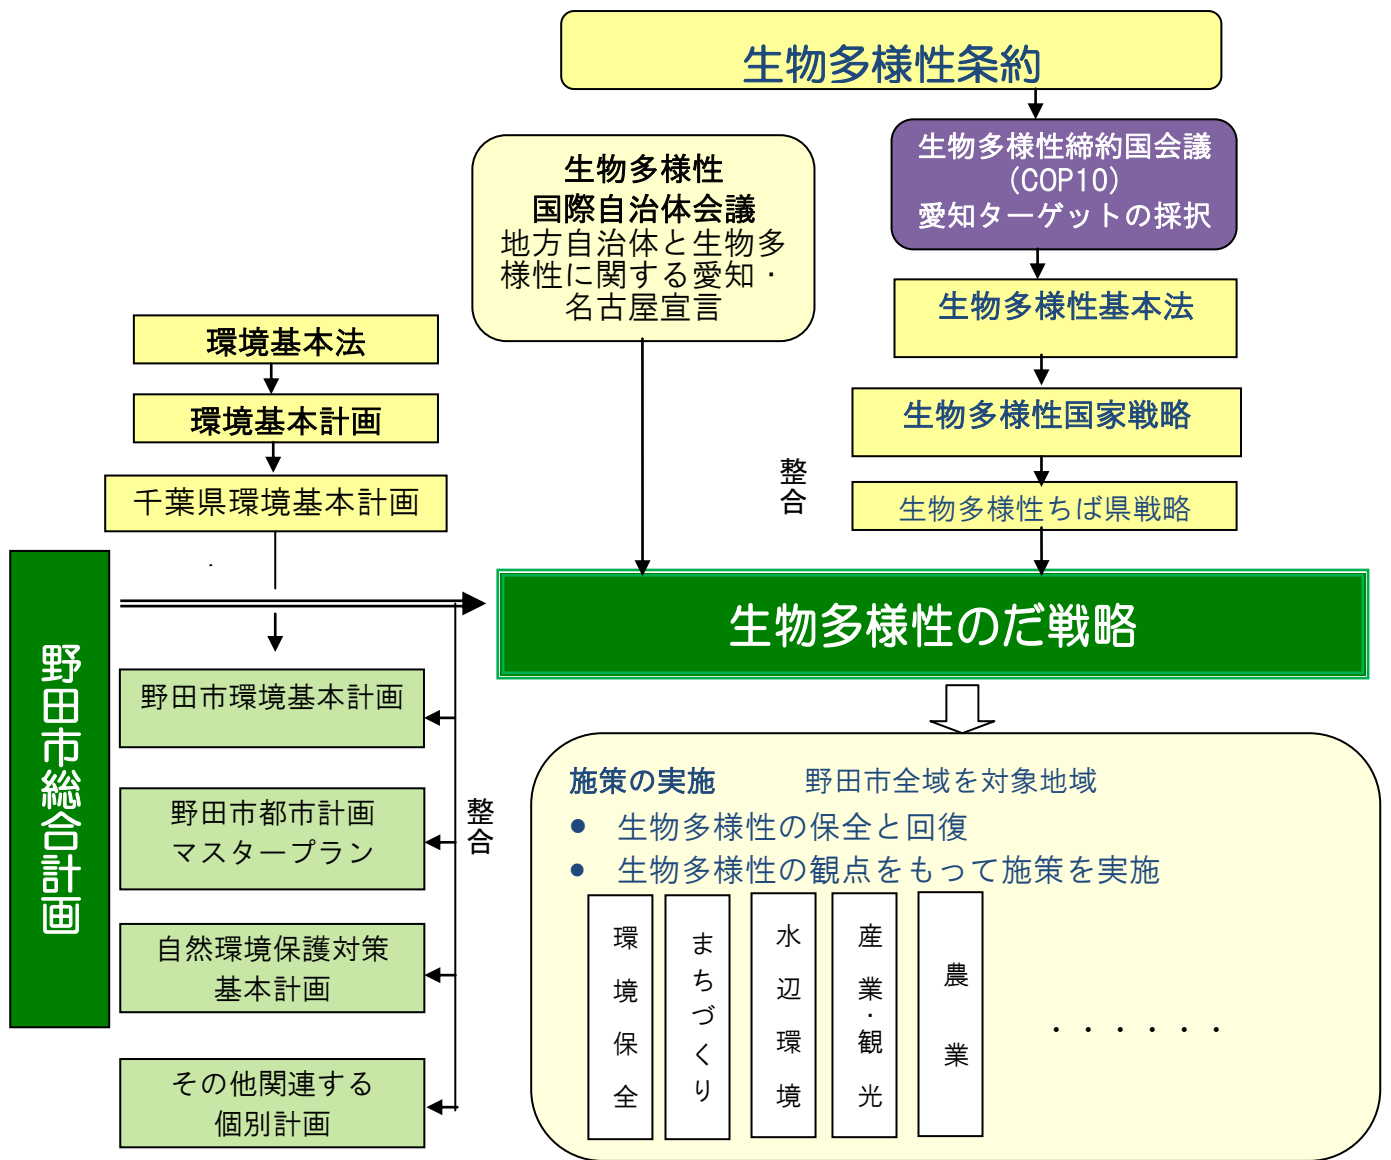 生物多様性条約
生物多様性締約国会議
(COP10)
愛知ターゲットの採択
生物多様性
国際自治体会議
地方自治体と生物多
様性に関する愛知・
名古屋宣言
生物多様性基本法
環境基本法
環境基本計画
生物多様性国家戦略
整合
千葉県環境基本計画
生物多様性ちば県戦略
野田市総合計画
生物多様性のだ戦略
野田市環境基本計画
野田市都市計画
マスタープラン
整合
自然環境保護対策
基本計画
その他関連する
個別計画
施策の実施 野田市全域を対象地域
● 生物多様性の保全と回復
● 生物多様性の観点をもって施策を実施
環境保全
まちづくり
水辺環境
産業・観光
農業
・・・・・・